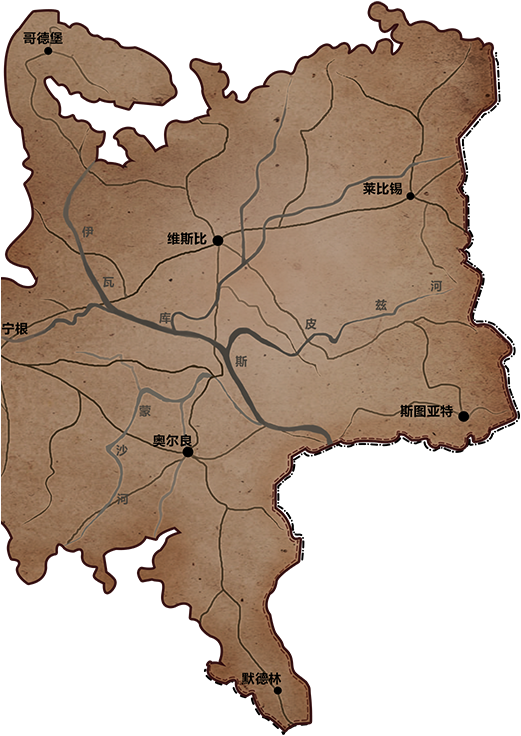 哥德堡
莱比锡
伊
维斯比
瓦
河
兹
库
皮
宁根
斯
蒙
斯图亚特
奥尔良
沙
河
默德林